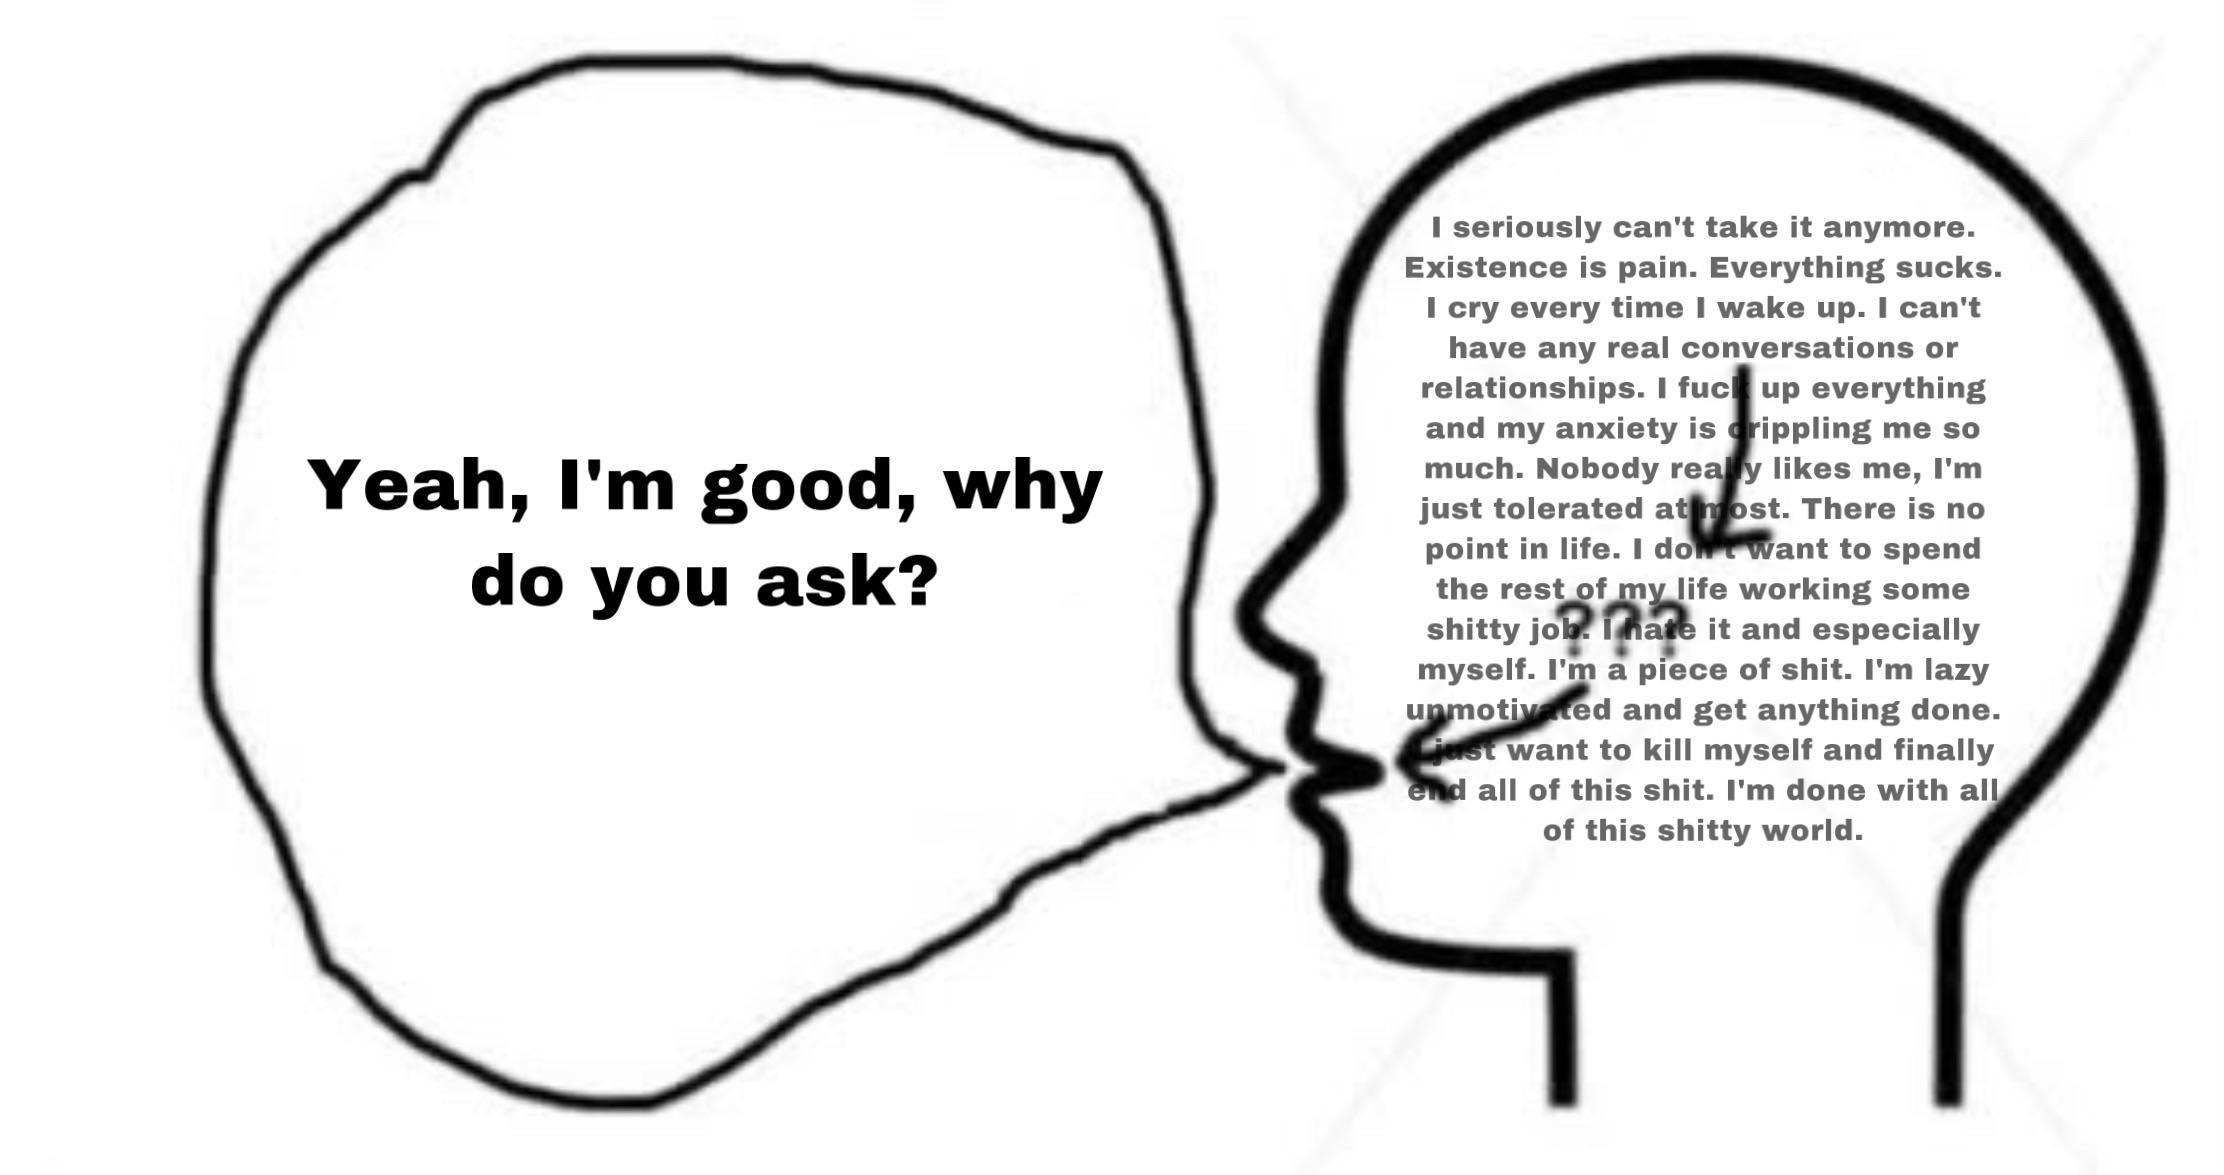 Yeah, I'm good, why
do you ask?
I seriously can't take it anymore.
Existence is pain. Everything sucks.
I cry every time I wake up. I can't
have any real conversations or
relationships. I fuck up everything
and my anxiety is crippling me so
much. Nobody really likes me, I'm
just tolerated at most. There is no
point in life. I don't want to spend
the rest of my life working some
shitty job. I hate it and especially
myself. I'm a piece of shit. I'm lazy
unmotivated and get anything done.
I just want to kill myself and finally
end all of this shit. I'm done with all
of this shitty world.
???